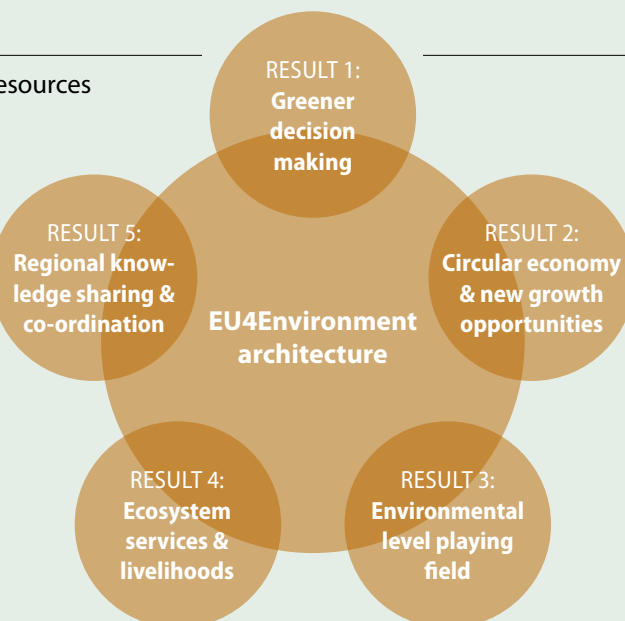 esources
RESULT 1:
Greener
decision
making
RESULT 2:
Circular economy
& new growth
opportunities
RESULT 5:
Regional know-
ledge sharing &
co-ordination
EU4Environment
architecture
RESULT 4:
Ecosystem
services &
livelihoods
RESULT 3:
Environmental
level playing
field